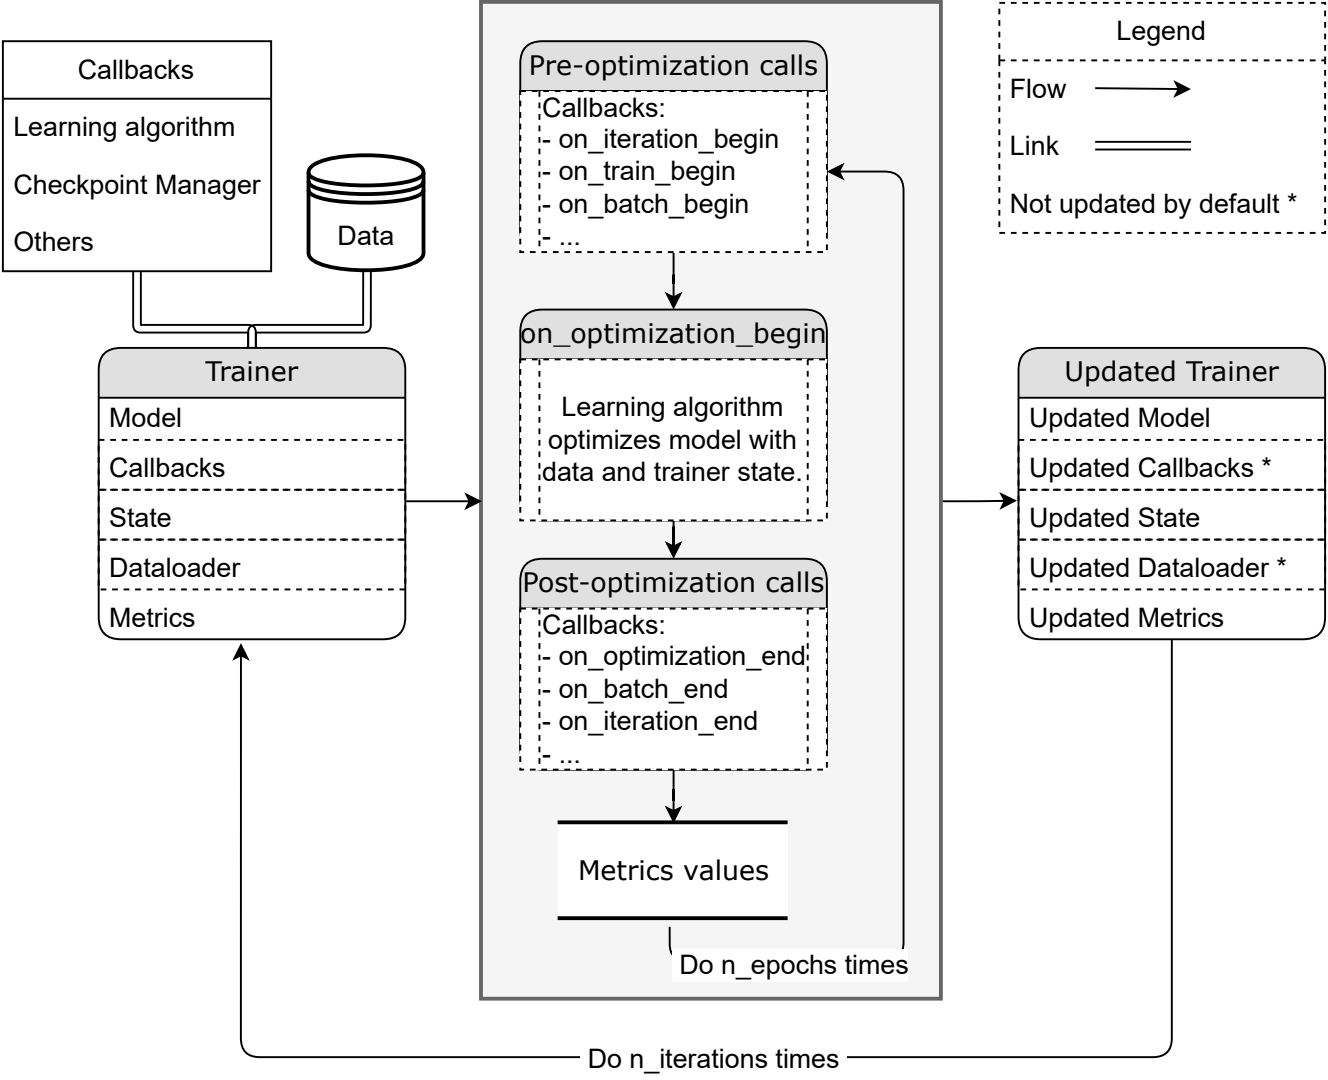 Callbacks
Learning algorithm
Checkpoint Manager
Others
Data
Trainer
Model
Callbacks
State
Dataloader
Metrics
Pre-optimization calls
Callbacks:
- on_iteration_begin
- on_train_begin
- on_batch_begin
- ...
on_optimization_begin
Learning algorithm
optimizes model with
data and trainer state.
Post-optimization calls
Callbacks:
- on_optimization_end
- on_batch_end
- on_iteration_end
- ...
Metrics values
Do n_epochs times
Legend
Flow
Link
Not updated by default *
Updated Trainer
Updated Model
Updated Callbacks *
Updated State
Updated Dataloader *
Updated Metrics
Do n_iterations times